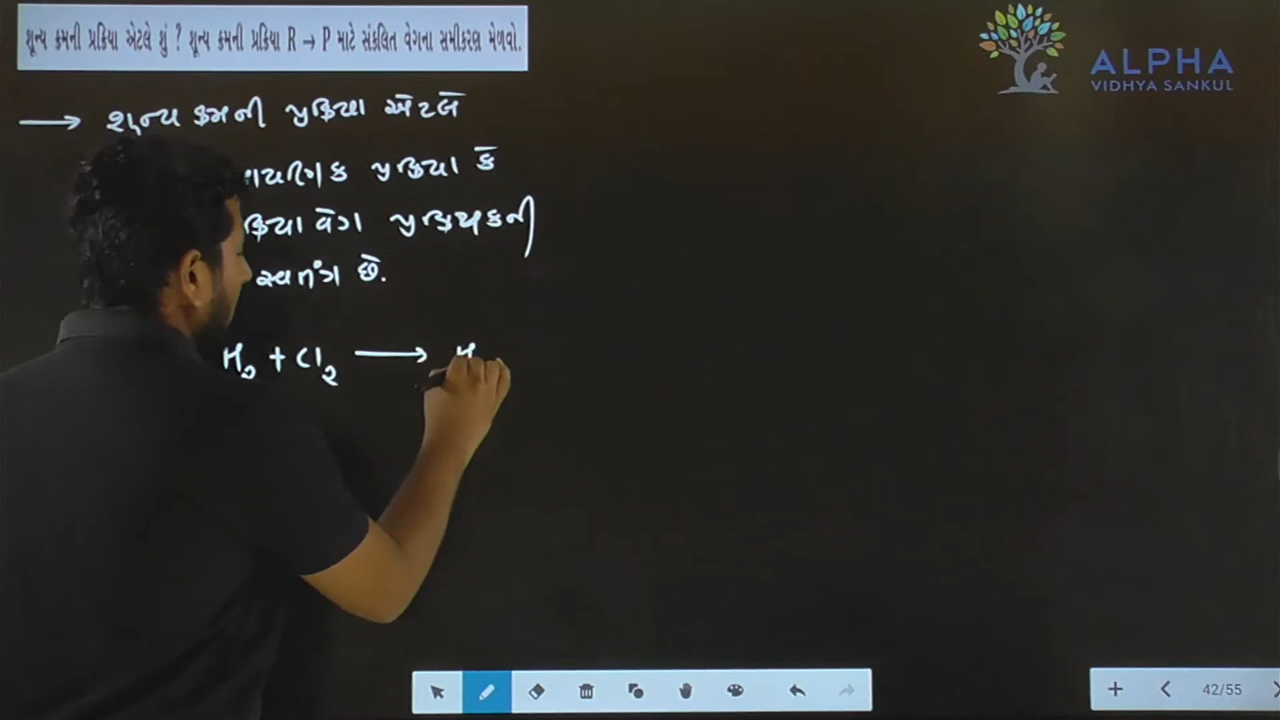 શૂન્ય ક્રમની પ્રક્રિયા એટલે શું ? શૂન્ય ક્રમની પ્રક્રિયા R → P માટે સંકલિત વેગના સમીકરણ મેળવો.
ALPHA
VIDHYA SANKUL
→ શૂન્ય ક્રમની પ્રક્રિયા એટલે
પ્રક્રિયા કે
વેગ પ્રક્રિયકની
સ્વતંત્ર છે.
H₂ + Cl₂ → H
42/55